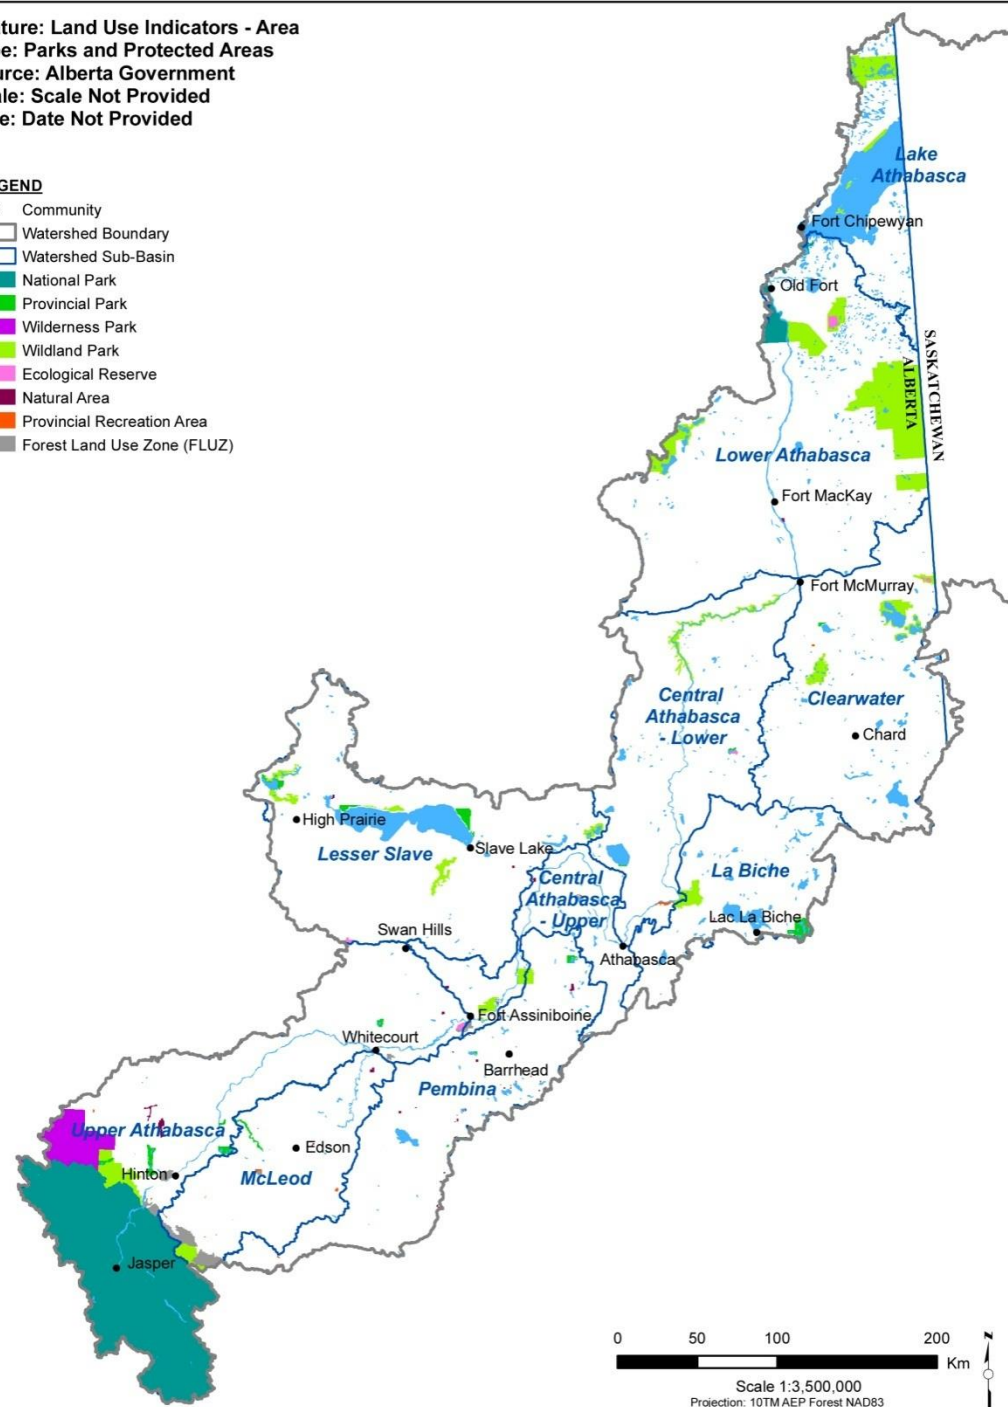 ture: Land Use Indicators - Area
e: Parks and Protected Areas
urce: Alberta Government
le: Scale Not Provided
e: Date Not Provided
GEND
Community
Watershed Boundary
Watershed Sub-Basin
National Park
Provincial Park
Wilderness Park
Wildland Park
Ecological Reserve
Natural Area
Provincial Recreation Area
Forest Land Use Zone (FLUZ)
Lake
Athabasca
Fort Chipewyan
Old Fort
SASKATCHEWAN
ALBERTA
Lower Athabasca
Fort MacKay
Fort McMurray
Central
Athabasca
- Lower
Clearwater
Chard
High Prairie
Lesser Slave
Slave Lake
Central
Athabasca
- Upper
La Biche
Lac La Biche
Swan Hills
Athabasca
Fort Assiniboine
Whitecourt
Barrhead
Pembina
Upper Athabasca
Edson
Hinton
McLeod
Jasper
0 50 100 200
Km
N
Scale 1:3,500,000
Projection: 10TM AEP Forest NAD83